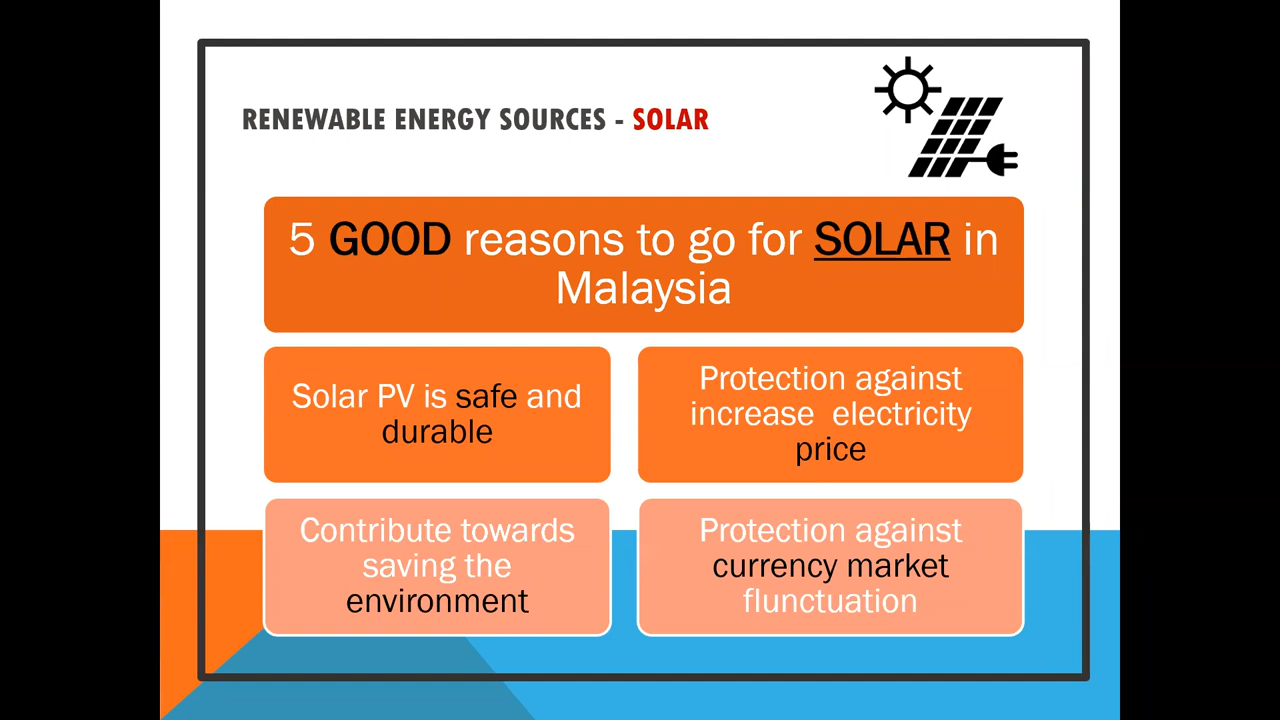 RENEWABLE ENERGY SOURCES - SOLAR
5 GOOD reasons to go for SOLAR in
Malaysia
Solar PV is safe and
durable
Protection against
increase  electricity
price
Contribute towards
saving the
environment
Protection against
currency market
flunctuation